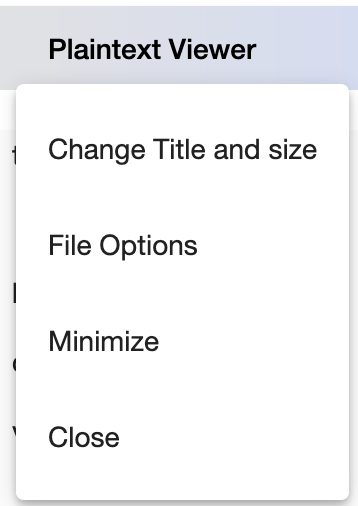 Plaintext Viewer
Change Title and size
File Options
Minimize
Close